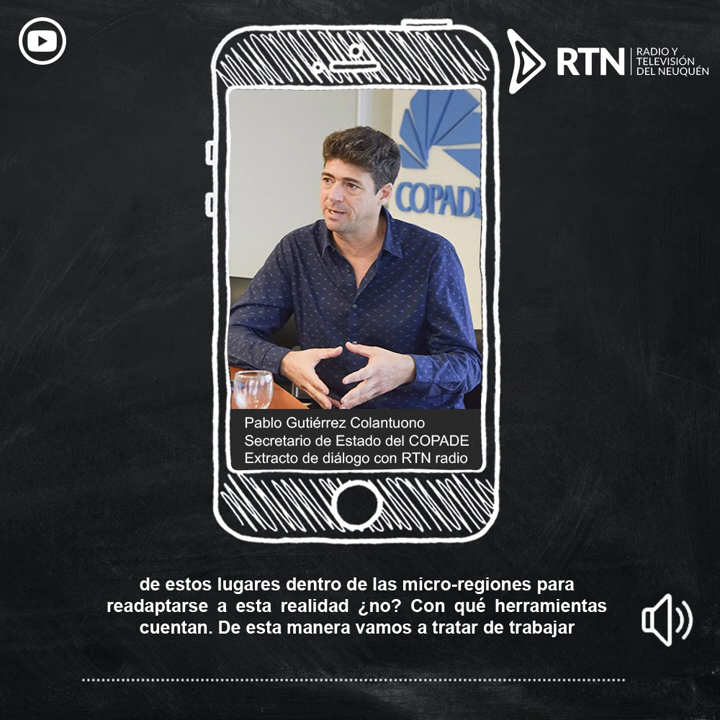 RTN
RADIO Y
TELEVISIÓN
DEL NEUQUÉN
COPADE
Pablo Gutiérrez Colantuono
Secretario de Estado del COPADE
Extracto de diálogo con RTN radio
de estos lugares dentro de las micro-regiones para
readaptarse a esta realidad ¿no? Con qué herramientas
cuentan. De esta manera vamos a tratar de trabajar